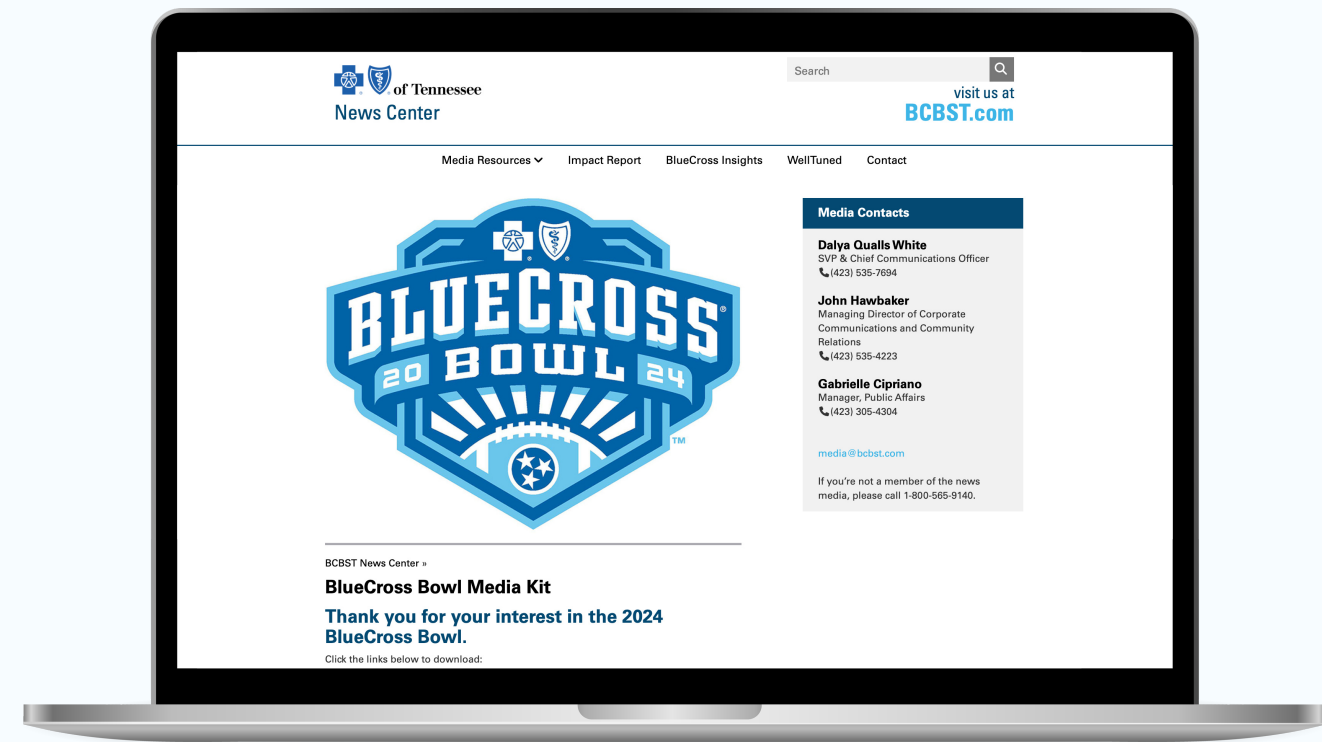 of Tennessee
News Center
Search
visit us at
BCBST.com
Media Resources Impact Report BlueCross Insights WellTuned Contact
BLUECROSS®
20 BOWL 24
TM
Media Contacts
Dalya Qualls White
SVP & Chief Communications Officer
(423) 535-7694
John Hawbaker
Managing Director of Corporate
Communications and Community
Relations
(423) 535-4223
Gabrielle Cipriano
Manager, Public Affairs
(423) 305-4304
media@bcbst.com
If you're not a member of the news
media, please call 1-800-565-9140.
BCBST News Center »
BlueCross Bowl Media Kit
Thank you for your interest in the 2024
BlueCross Bowl.
Click the links below to download: